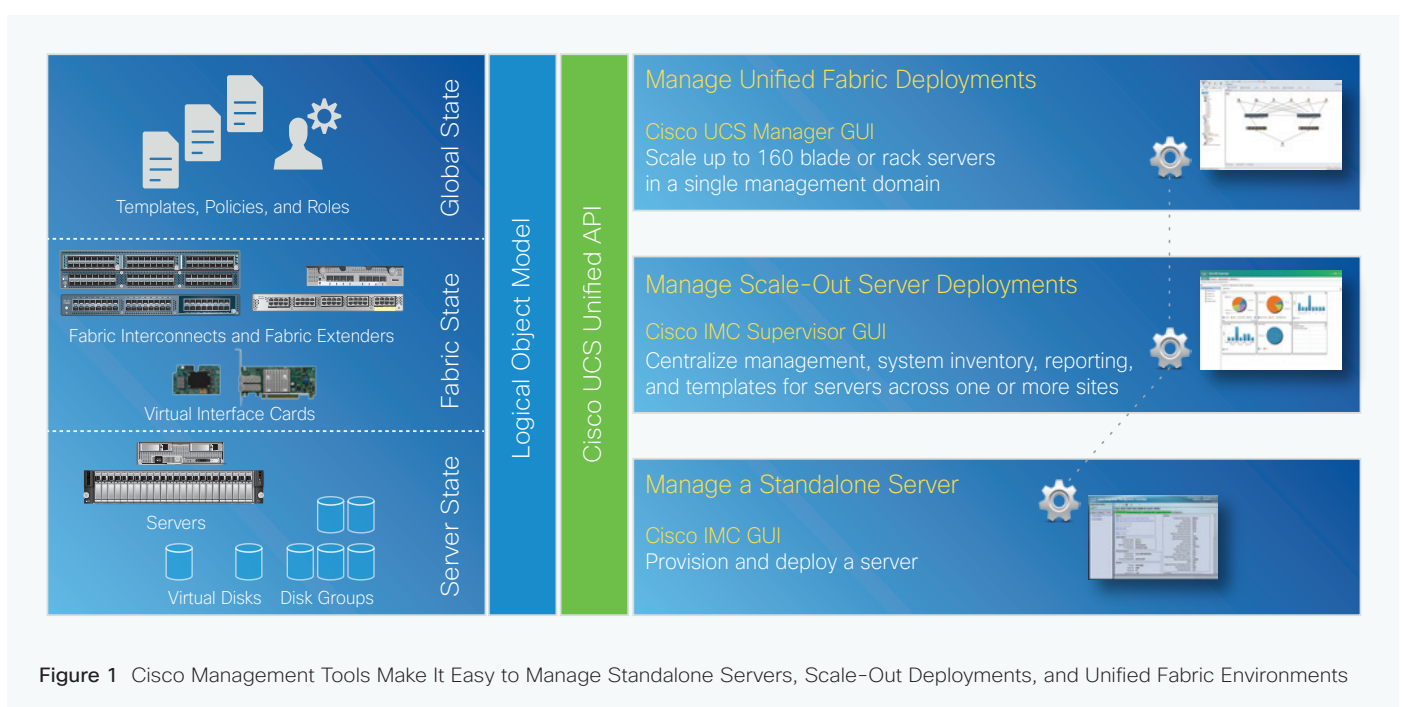 Templates, Policies, and Roles
Global State
Fabric Interconnects and Fabric Extenders
Virtual Interface Cards
Fabric State
Servers
Virtual Disks
Disk Groups
Server State
Logical Object Model
Cisco UCS Unified API
Manage Unified Fabric Deployments
Cisco UCS Manager GUI
Scale up to 160 blade or rack servers
in a single management domain
Manage Scale-Out Server Deployments
Cisco IMC Supervisor GUI
Centralize management, system inventory, reporting,
and templates for servers across one or more sites
Manage a Standalone Server
Cisco IMC GUI
Provision and deploy a server
Figure 1 Cisco Management Tools Make It Easy to Manage Standalone Servers, Scale-Out Deployments, and Unified Fabric Environments